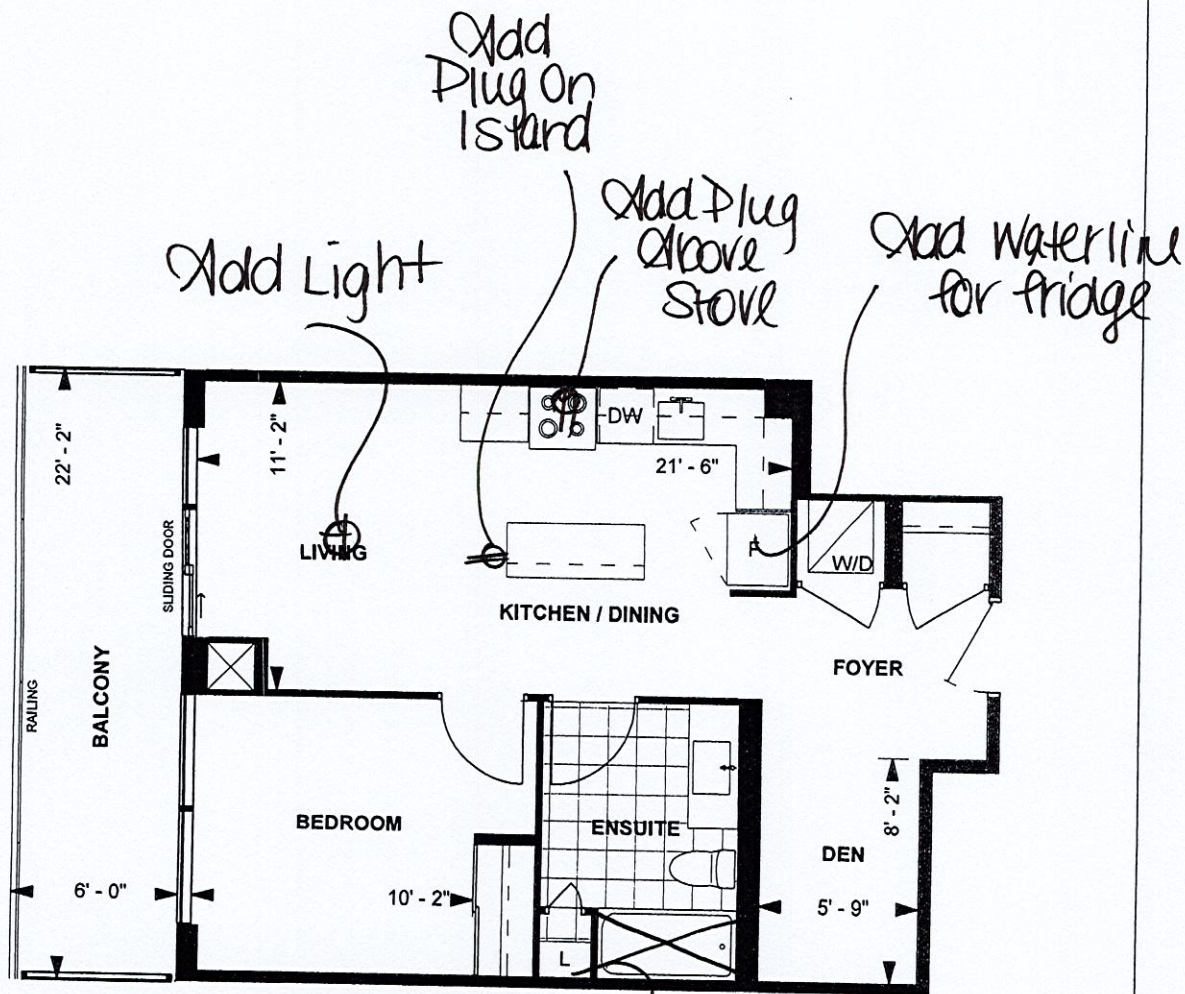 Add
Plug On
Island
Add Plug
Above
Stove
Add Light
Add Waterline
for fridge
22' - 2"
11' - 2"
DW
21' - 6"
SLIDING DOOR
LIVING
F
W/D
KITCHEN / DINING
FOYER
RAILING
BALCONY
BEDROOM
ENSUITE
8' - 2"
DEN
6' - 0"
10' - 2"
5' - 9"
L